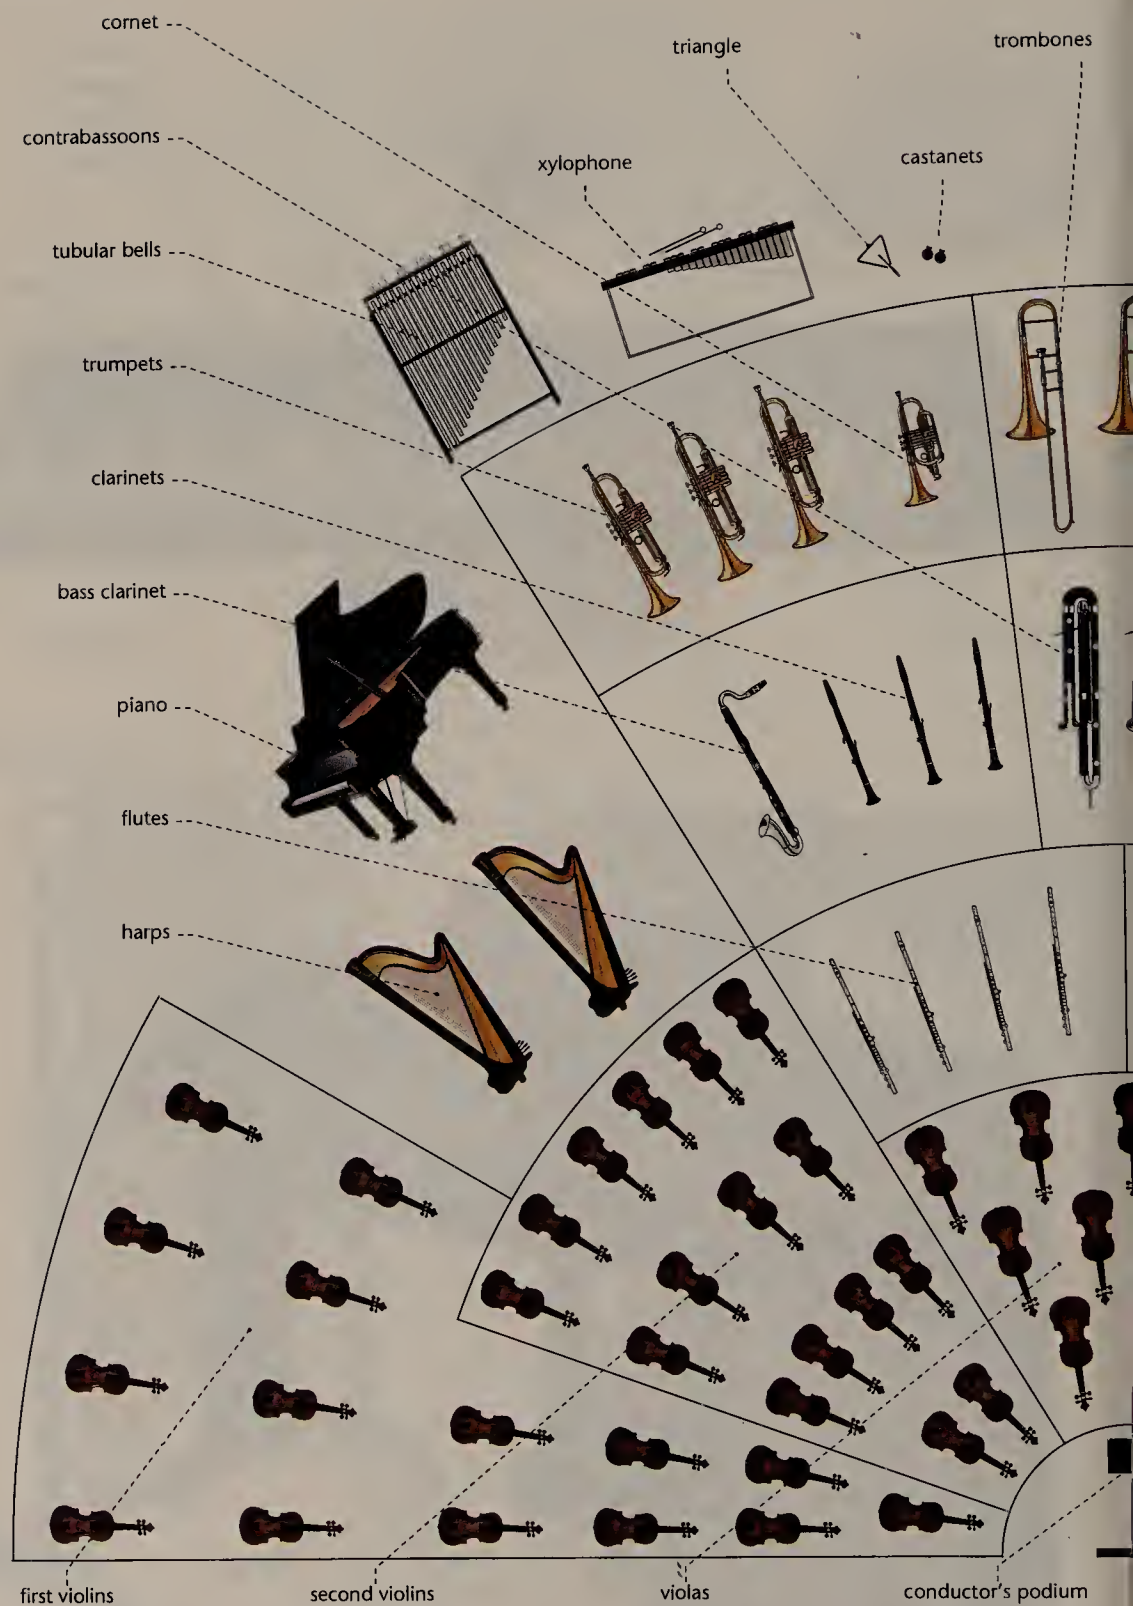 cornet
triangle
trombones
contrabassoons
xylophone
castanets
tubular bells
trumpets
clarinets
bass clarinet
piano
flutes
harps
first violins
second violins
violas
conductor's podium